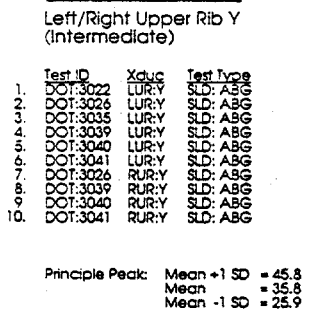 Left/Right Upper Rib Y
(Intermediate)
Test ID Xduc Test Type
1. DOT:3022 LUR:Y SLD: ABG
2. DOT:3026 LUR:Y SLD: ABG
3. DOT:3035 LUR:Y SLD: ABG
4. DOT:3039 LUR:Y SLD: ABG
5. DOT:3040 LUR:Y SLD: ABG
6. DOT:3041 LUR:Y SLD: ABG
7. DOT:3026 RUR:Y SLD: ABG
8. DOT:3039 RUR:Y SLD: ABG
9 DOT:3040 RUR:Y SLD: ABG
10. DOT:3041 RUR:Y SLD: ABG
Principle Peak: Mean +1 SD = 45.8
Mean = 35.8
Mean -1 SD = 25.9